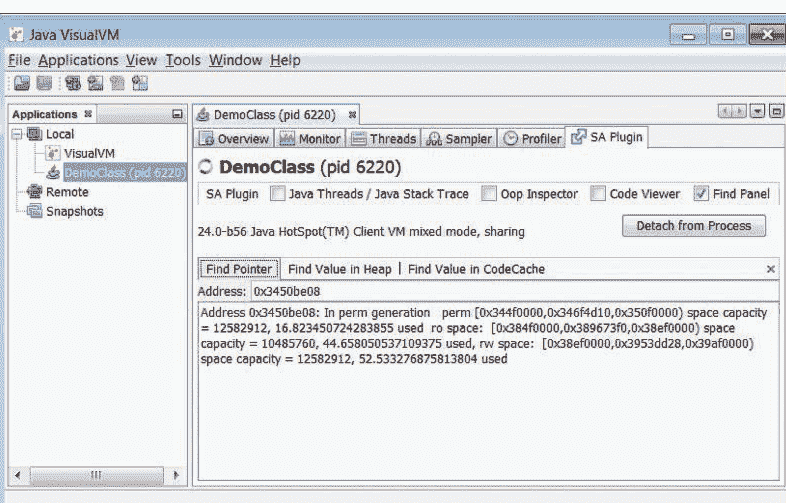 Java VisualVM
File Applications View Tools Window Help
Applications
DemoClass (pid 6220)
Local
VisualVM
DemoClass (pid 6220)
Remote
Snapshots
Overview Monitor Threads Sampler Profiler SA Plugin
DemoClass (pid 6220)
SA Plugin Java Threads / Java Stack Trace Oop Inspector Code Viewer Find Panel
24.0-b56 Java HotSpot(TM) Client VM mixed mode, sharing
Detach from Process
Find Pointer Find Value in Heap | Find Value in CodeCache
Address: 0x3450be08
Address 0x3450be08: In perm generation perm [0x344f0000,0x346f4d10,0x350f0000) space capacity
= 12582912, 16.823450724283855 used ro space: [0x384f0000,0x389673f0,0x38ef0000) space
capacity = 10485760, 44.658050537109375 used, rw space: [0x38ef0000,0x3953dd28,0x39af0000)
space capacity = 12582912, 52.533276875813804 used